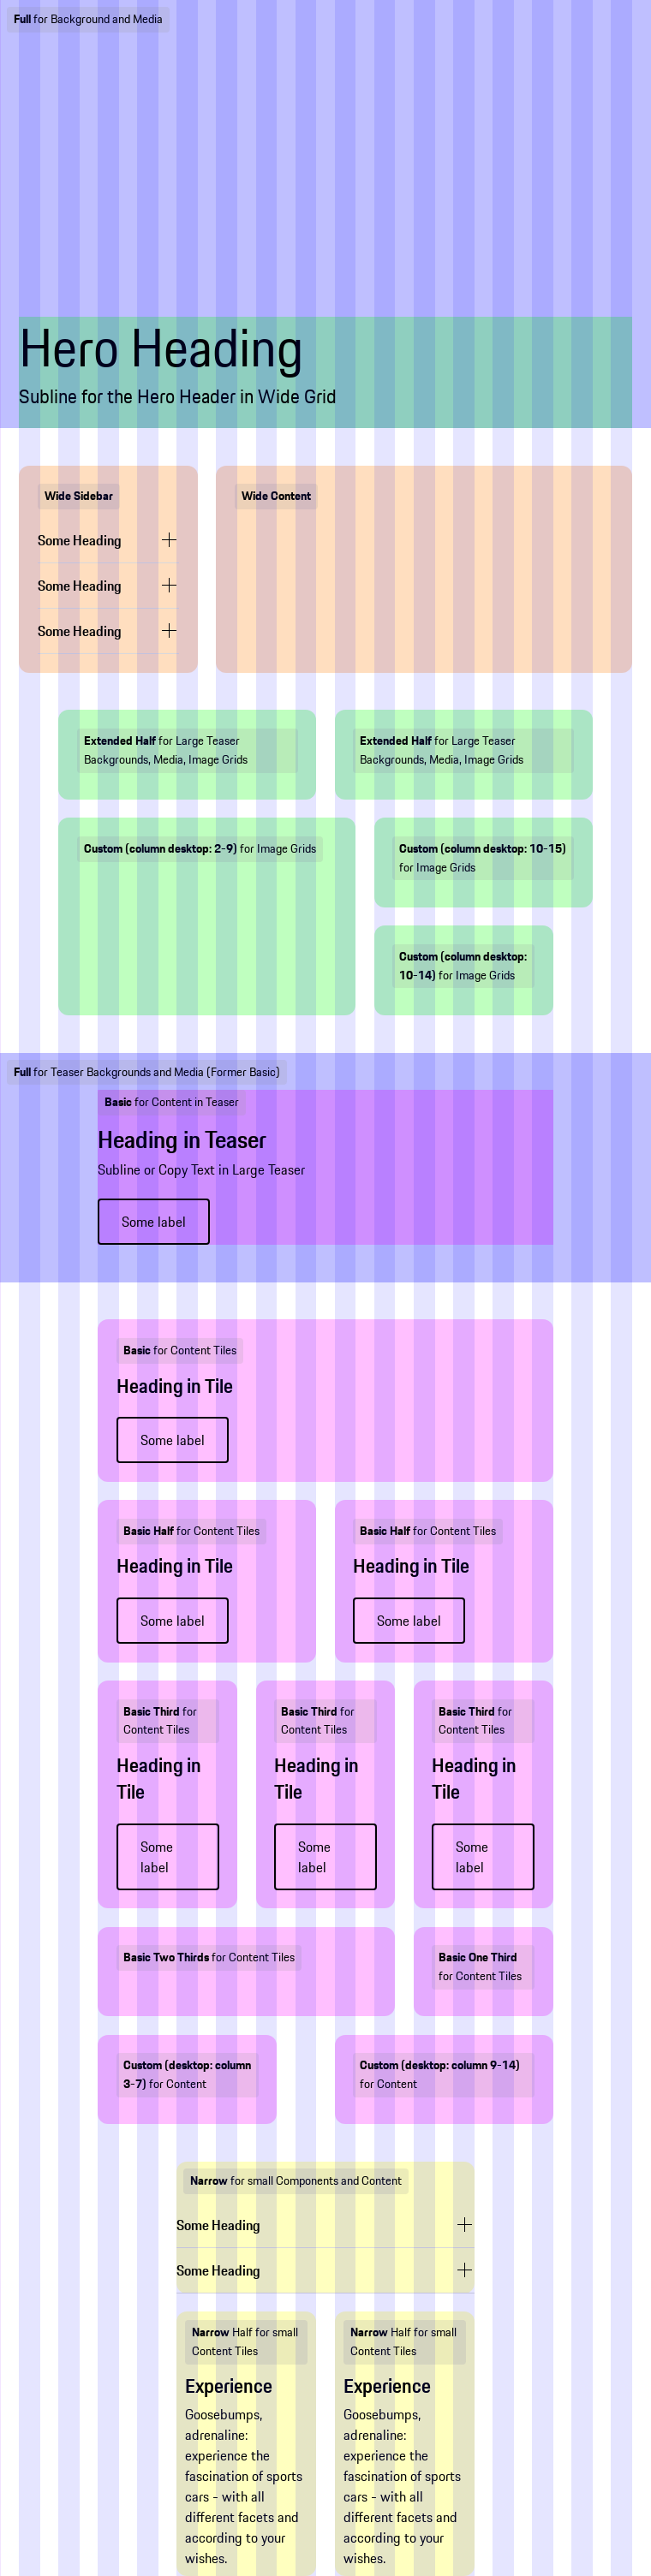 Full for Background and Media
Hero Heading
Subline for the Hero Header in Wide Grid
Wide Sidebar
Some Heading
Some Heading
Some Heading
Wide Content
Extended Half for Large Teaser
Backgrounds, Media, Image Grids
Extended Half for Large Teaser
Backgrounds, Media, Image Grids
Custom (column desktop: 2-9) for Image Grids
Custom (column desktop: 10-15)
for Image Grids
Custom (column desktop:
10-14) for Image Grids
Full for Teaser Backgrounds and Media (Former Basic)
Basic for Content in Teaser
Heading in Teaser
Subline or Copy Text in Large Teaser
Some label
Basic for Content Tiles
Heading in Tile
Some label
Basic Half for Content Tiles
Heading in Tile
Some label
Basic Half for Content Tiles
Heading in Tile
Some label
Basic Third for
Content Tiles
Heading in
Tile
Some
label
Basic Third for
Content Tiles
Heading in
Tile
Some
label
Basic Third for
Content Tiles
Heading in
Tile
Some
label
Basic Two Thirds for Content Tiles
Basic One Third
for Content Tiles
Custom (desktop: column
3-7) for Content
Custom (desktop: column 9-14)
for Content
Narrow for small Components and Content
Some Heading
Some Heading
Narrow Half for small
Content Tiles
Experience
Goosebumps,
adrenaline:
experience the
fascination of sports
cars - with all
different facets and
according to your
wishes.
Narrow Half for small
Content Tiles
Experience
Goosebumps,
adrenaline:
experience the
fascination of sports
cars - with all
different facets and
according to your
wishes.